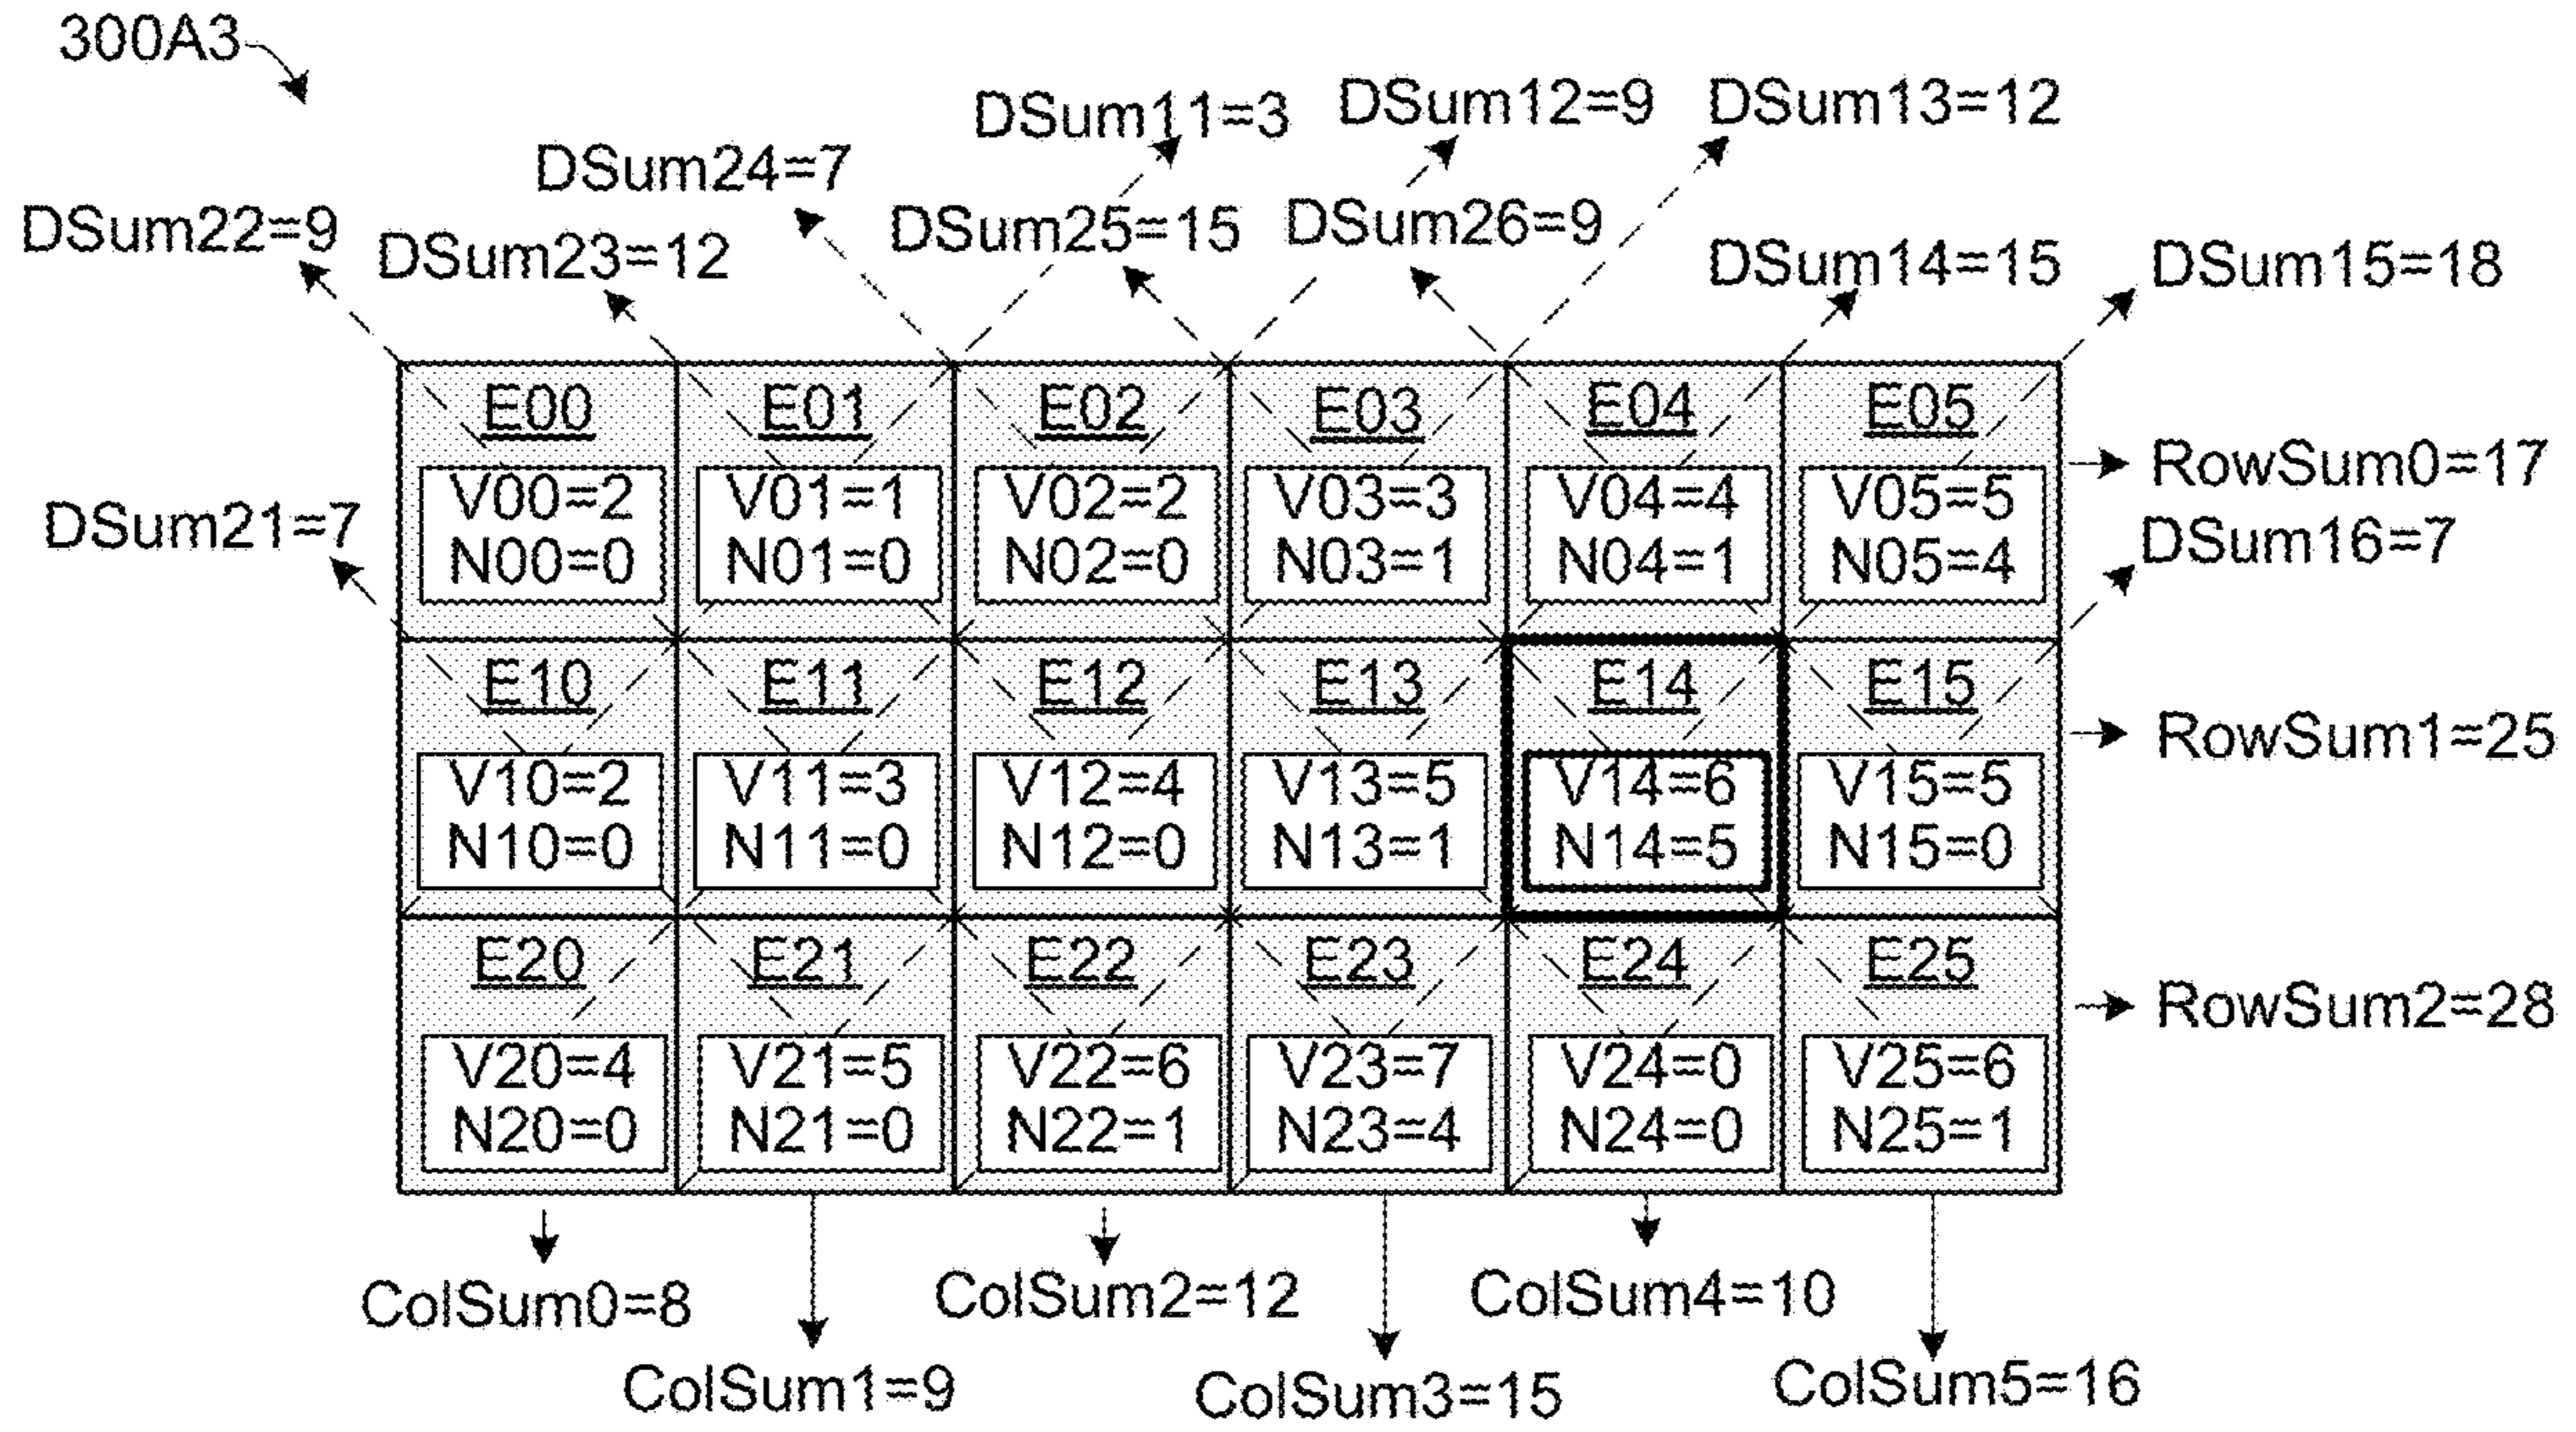 300A3
DSum11=3
DSum12=9
DSum13=12
DSum24=7
DSum22=9
DSum23=12
DSum25=15
DSum26=9
DSum14=15
DSum15=18
E00
E01
E02
E03
E04
E05
RowSum0=17
V00=2
V01=1
V02=2
V03=3
V04=4
V05=5
DSum21=7
N00=0
N01=0
N02=0
N03=1
N04=1
N05=4
DSum16=7
E10
E11
E12
E13
E14
E15
RowSum1=25
V10=2
V11=3
V12=4
V13=5
V14=6
V15=5
N10=0
N11=0
N12=0
N13=1
N14=5
N15=0
E20
E21
E22
E23
E24
E25
RowSum2=28
V20=4
V21=5
V22=6
V23=7
V24=0
V25=6
N20=0
N21=0
N22=1
N23=4
N24=0
N25=1
ColSum0=8
ColSum2=12
ColSum4=10
ColSum1=9
ColSum3=15
ColSum5=16